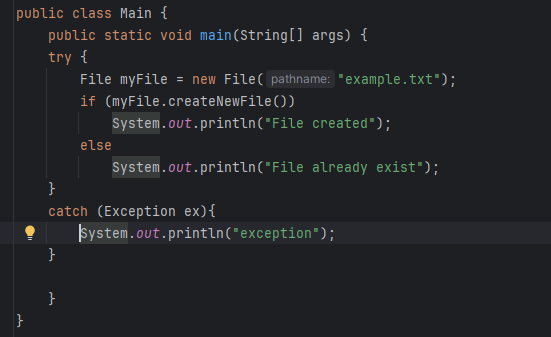 public class Main {
    public static void main(String[] args) {
    try {
        File myFile = new File( pathname: "example.txt");
        if (myFile.createNewFile())
            System.out.println("File created");
        else
            System.out.println("File already exist");
    }
    catch (Exception ex){
        System.out.println("exception");
    }
    }
}